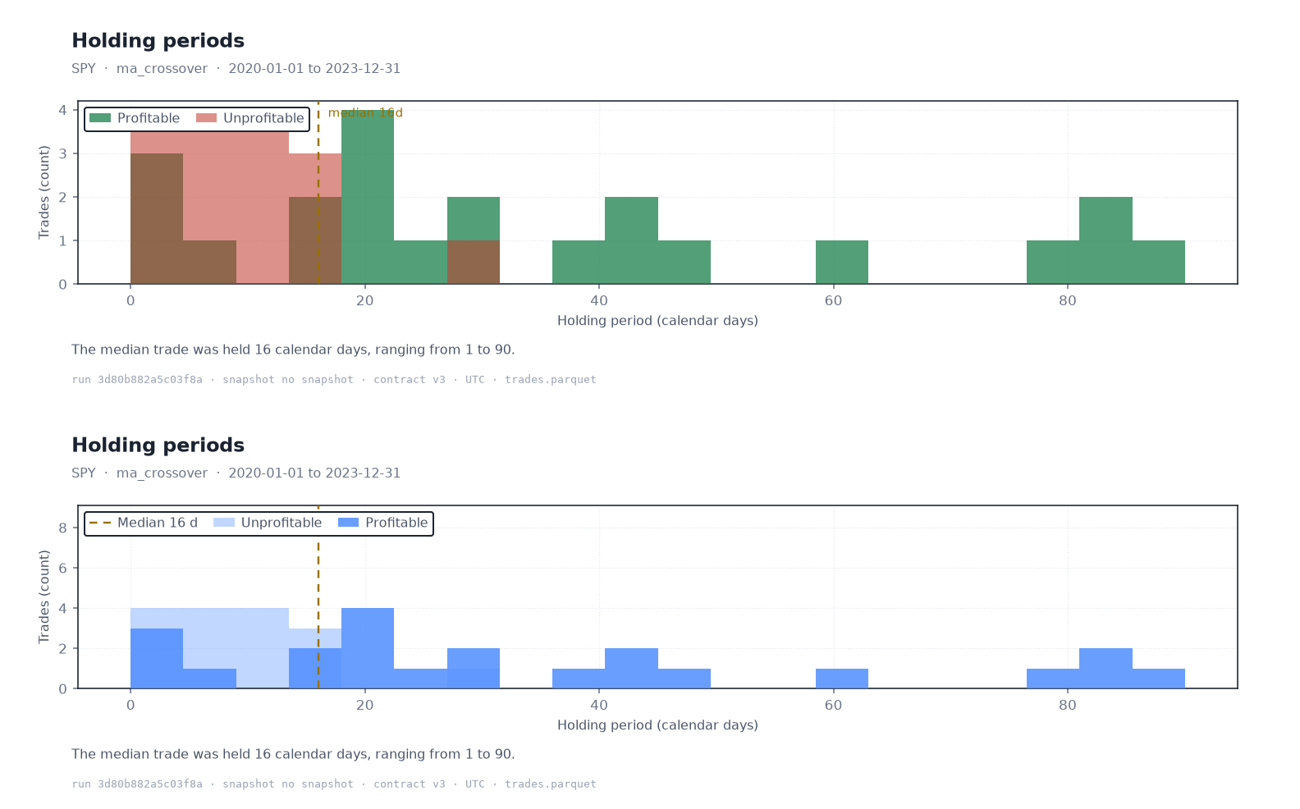 Holding periods
SPY · ma_crossover · 2020-01-01 to 2023-12-31
Profitable Unprofitable
median 16d
4
3
2
1
0
Trades (count)
0 20 40 60 80
Holding period (calendar days)
The median trade was held 16 calendar days, ranging from 1 to 90.
run 3d80b882a5c03f8a · snapshot no snapshot · contract v3 · UTC · trades.parquet
Holding periods
SPY · ma_crossover · 2020-01-01 to 2023-12-31
Median 16 d Unprofitable Profitable
8
6
4
2
0
Trades (count)
0 20 40 60 80
Holding period (calendar days)
The median trade was held 16 calendar days, ranging from 1 to 90.
run 3d80b882a5c03f8a · snapshot no snapshot · contract v3 · UTC · trades.parquet